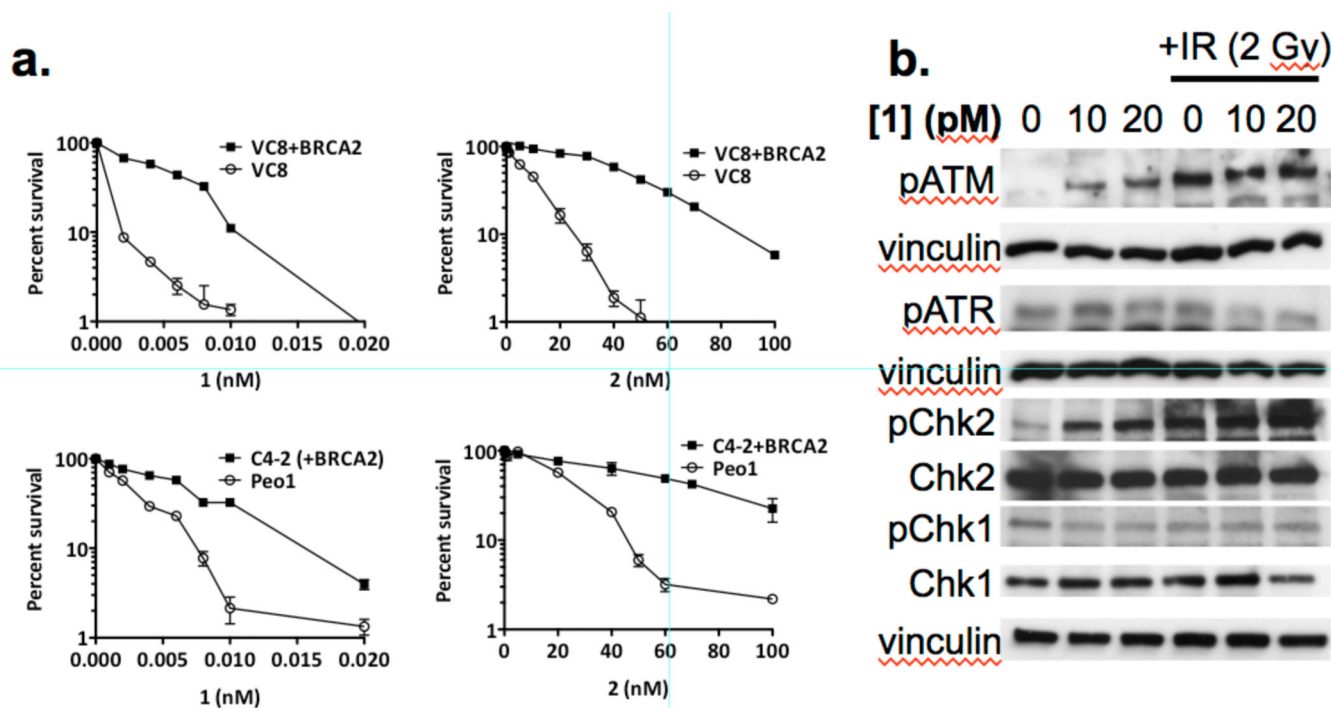 a.
100
10
1
Percent survival
VC8+BRCA2
VC8
0.000 0.005 0.010 0.015 0.020
1 (nM)
100
10
1
Percent survival
VC8+BRCA2
VC8
0 20 40 60 80 100
2 (nM)
100
10
1
Percent survival
C4-2 (+BRCA2)
Peo1
0.000 0.005 0.010 0.015 0.020
1 (nM)
100
10
1
Percent survival
C4-2+BRCA2
Peo1
0 20 40 60 80 100
2 (nM)
b.
+IR (2 Gv)
[1] (pM) 0 10 20 0 10 20
pATM
vinculin
pATR
vinculin
pChk2
Chk2
pChk1
Chk1
vinculin